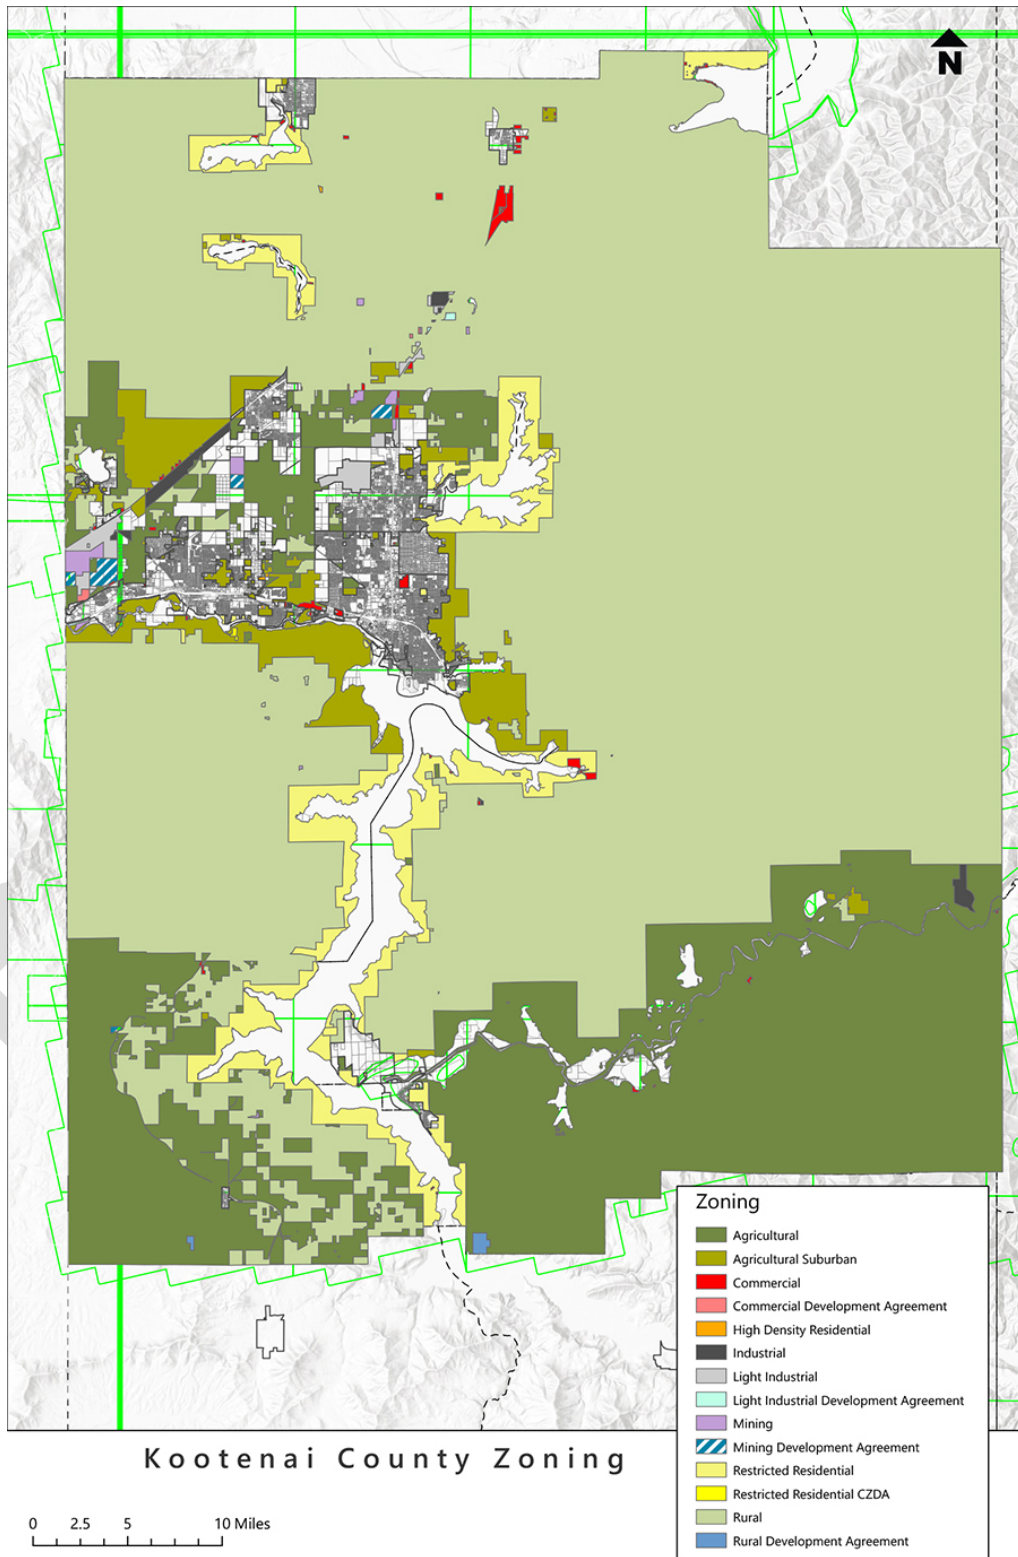 N
Zoning
Agricultural
Agricultural Suburban
Commercial
Commercial Development Agreement
High Density Residential
Industrial
Light Industrial
Light Industrial Development Agreement
Mining
Mining Development Agreement
Restricted Residential
Restricted Residential CZDA
Rural
Rural Development Agreement
Kootenai County Zoning
0 2.5 5 10 Miles